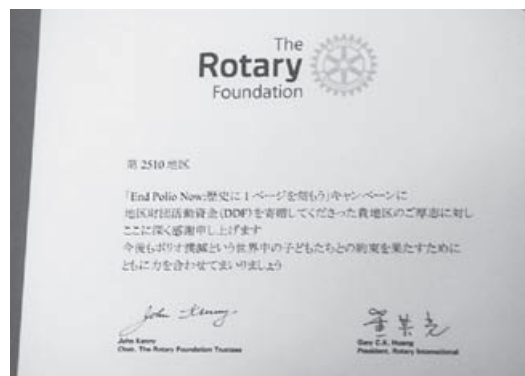 The
Rotary
Foundation
第 2510 地区
「End Polio Now:歴史に1ページを刻もう」キャンペーンに
地区財団活動資金(DDF)を寄贈してくださった貴地区のご厚志に対し
ここに深く感謝申し上げます
今後もポリオ撲滅という世界中の子どもたちとの約束を果たすために
ともに力を合わせてまいりましょう
John Kenny
John Kenny
Chair, The Rotary Foundation Trustees
Gary C.K. Huang
President, Rotary International